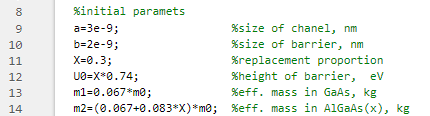 8 %initial paramets
9 a=3e-9; %size of chanel, nm
10 b=2e-9; %size of barrier, nm
11 X=0.3; %replacement proportion
12 U0=X*0.74; %height of barrier, eV
13 m1=0.067*m0; %eff. mass in GaAs, kg
14 m2=(0.067+0.083*X)*m0; %eff. mass in AlGaAs(x), kg